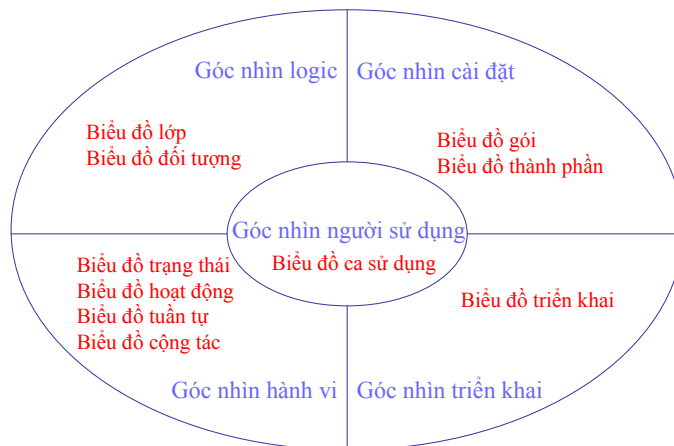 Góc nhìn logic
Góc nhìn cài đặt
Biểu đồ lớp
Biểu đồ đối tượng
Biểu đồ gói
Biểu đồ thành phần
Góc nhìn người sử dụng
Biểu đồ ca sử dụng
Biểu đồ trạng thái
Biểu đồ hoạt động
Biểu đồ tuần tự
Biểu đồ cộng tác
Biểu đồ triển khai
Góc nhìn hành vi
Góc nhìn triển khai